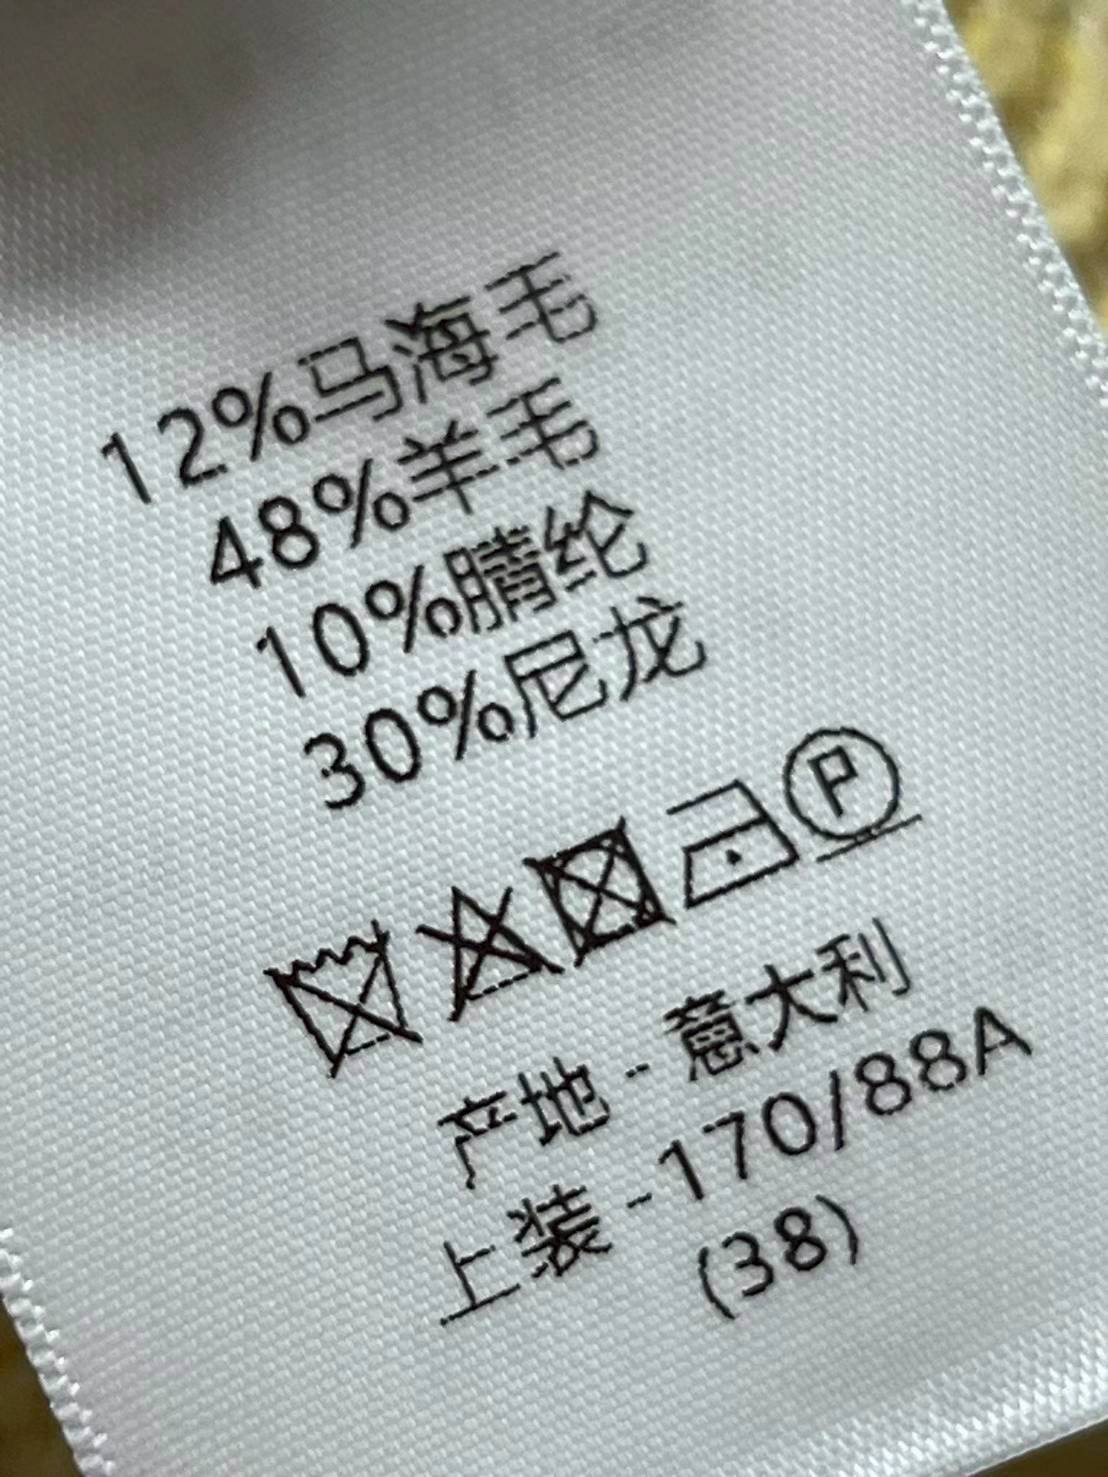 12%马海毛
48%羊毛
10%腈纶
30%尼龙
P
产地 - 意大利
上装 -170/88A
(38)